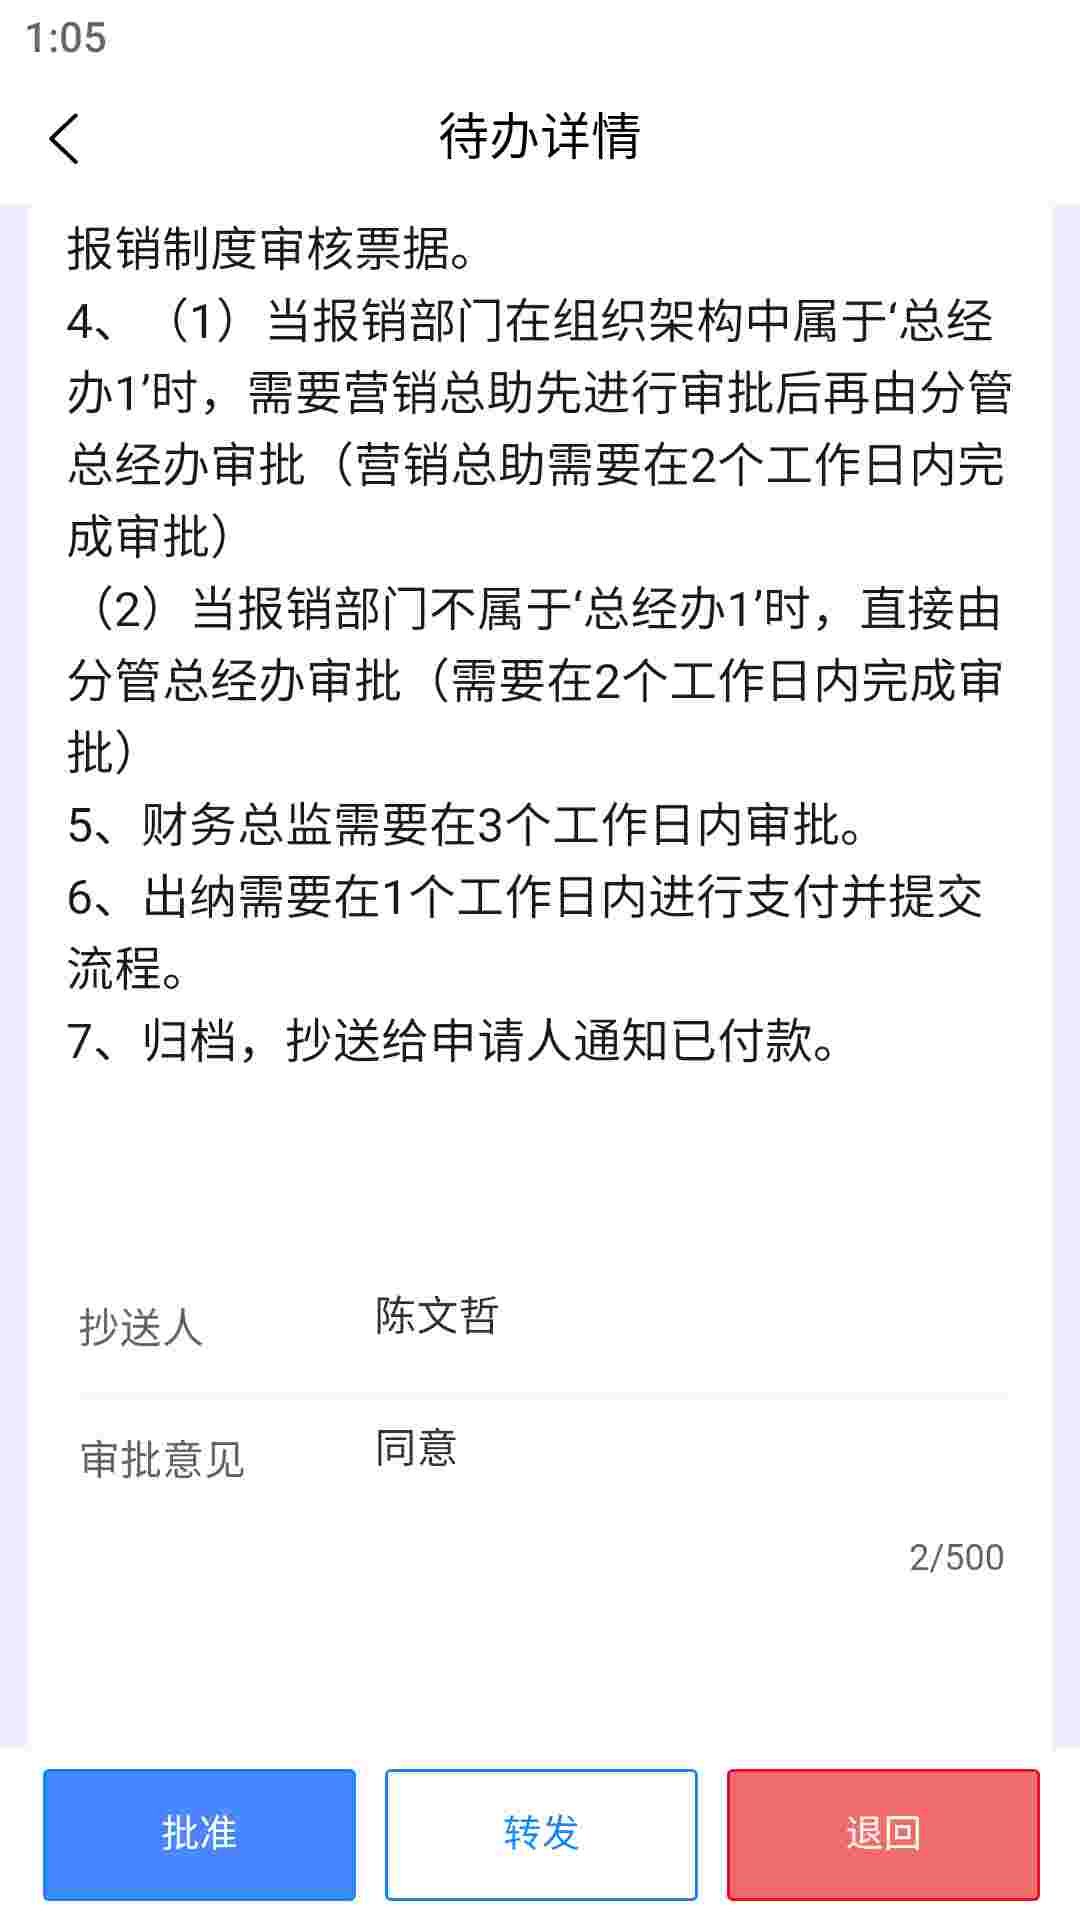 1:05
待办详情
报销制度审核票据。
4、（1）当报销部门在组织架构中属于‘总经
办1’时，需要营销总助先进行审批后再由分管
总经办审批（营销总助需要在2个工作日内完
成审批）
（2）当报销部门不属于‘总经办1’时，直接由
分管总经办审批（需要在2个工作日内完成审
批）
5、财务总监需要在3个工作日内审批。
6、出纳需要在1个工作日内进行支付并提交
流程。
7、归档，抄送给申请人通知已付款。
抄送人 陈文哲
审批意见 同意
2/500
批准 转发 退回